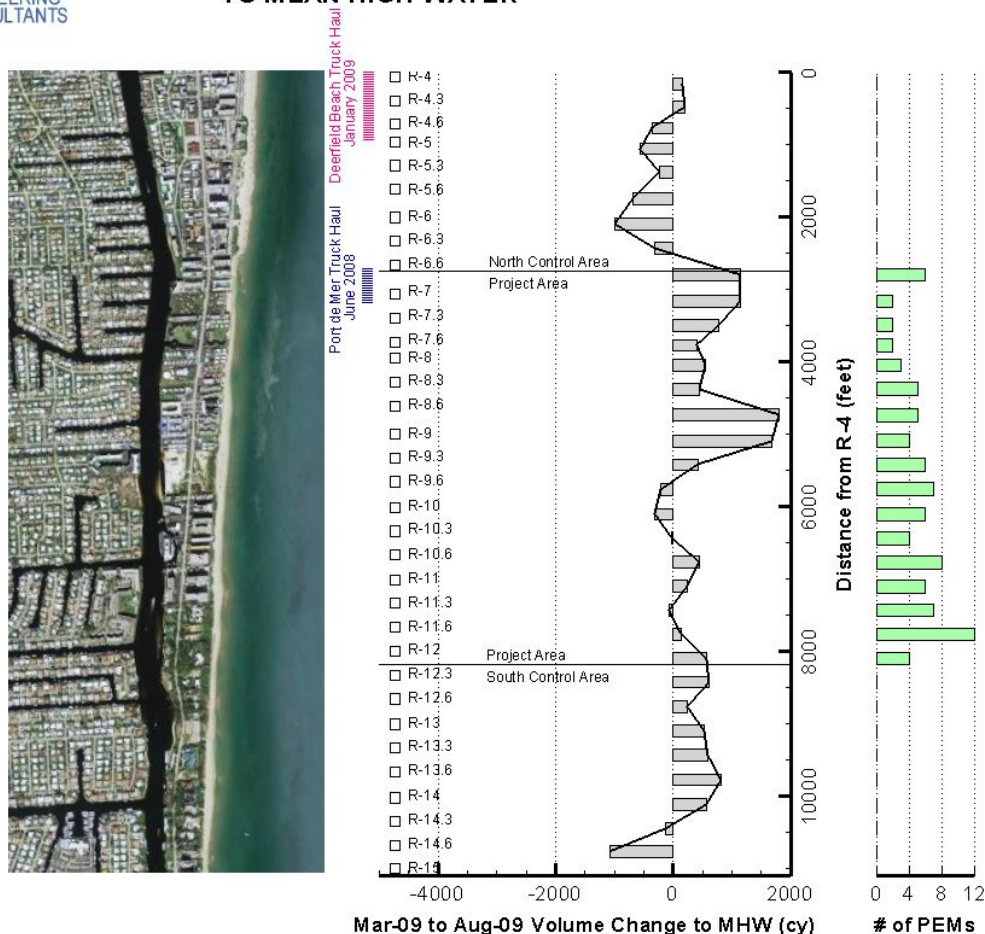 ULTANTS
Deerfield Beach Truck Haul
January 2009
Port de Mer Truck Haul
June 2008
R-4
R-4.3
R-4.6
R-5
R-5.3
R-5.6
R-6
R-6.3
R-6.6
R-7
R-7.3
R-7.6
R-8
R-8.3
R-8.6
R-9
R-9.3
R-9.6
R-10
R-10.3
R-10.6
R-11
R-11.3
R-11.6
R-12
R-12.3
R-12.6
R-13
R-13.3
R-13.6
R-14
R-14.3
R-14.6
R-15
North Control Area
Project Area
Project Area
South Control Area
-4000 -2000 0 2000
Mar-09 to Aug-09 Volume Change to MHW (cy)
0
2000
4000
6000
8000
10000
Distance from R-4 (feet)
0 4 8 12
# of PEMs